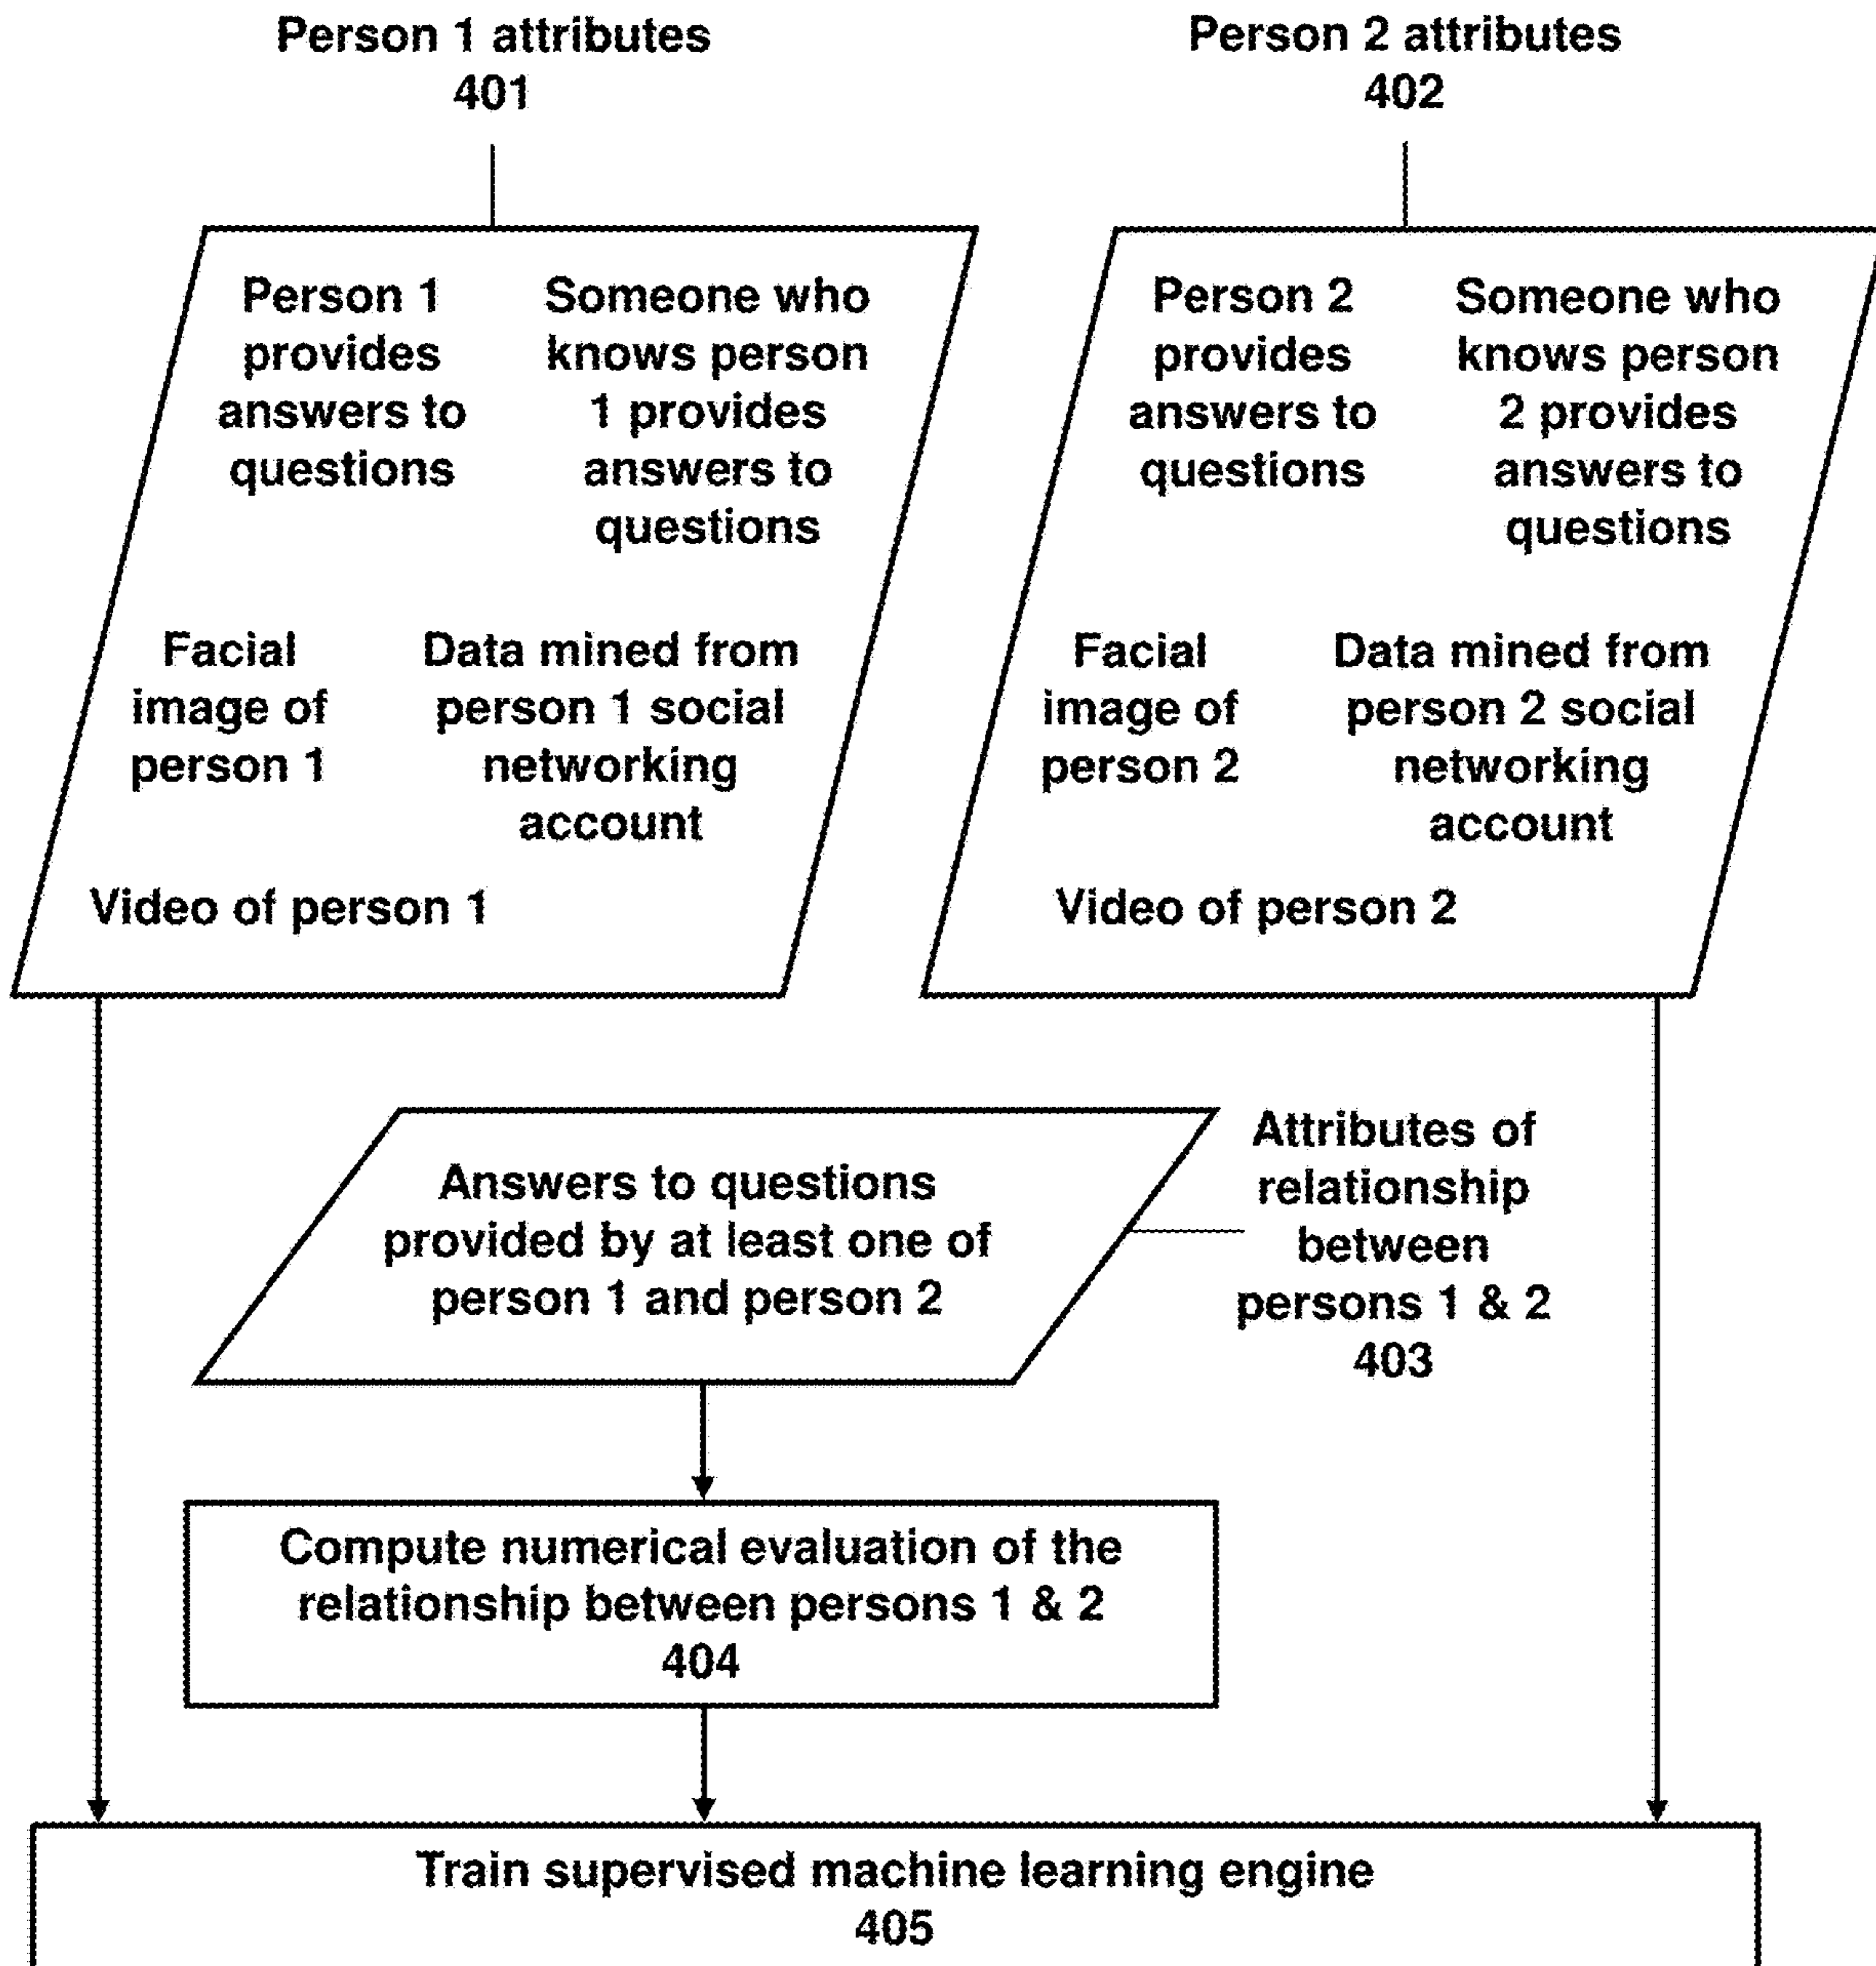 Person 1 attributes
401
Person 2 attributes
402
Person 1
provides
answers to
questions
Someone who
knows person
1 provides
answers to
questions
Facial
image of
person 1
Data mined from
person 1 social
networking
account
Video of person 1
Person 2
provides
answers to
questions
Someone who
knows person
2 provides
answers to
questions
Facial
image of
person 2
Data mined from
person 2 social
networking
account
Video of person 2
Answers to questions
provided by at least one of
person 1 and person 2
Attributes of
relationship
between
persons 1 & 2
403
Compute numerical evaluation of the
relationship between persons 1 & 2
404
Train supervised machine learning engine
405